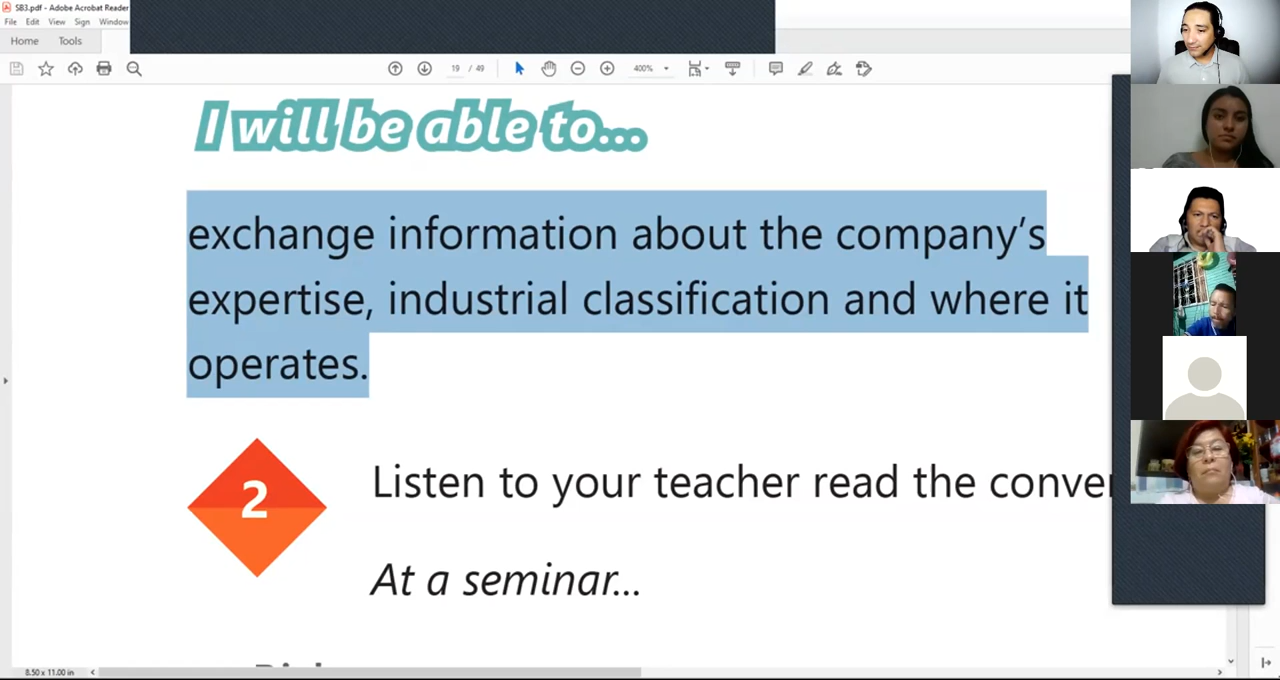 SB3.pdf - Adobe Acrobat Reader
File Edit View Sign Window
Home Tools
19 / 49
400%
I will be able to...
exchange information about the company's
expertise, industrial classification and where it
operates.
2
Listen to your teacher read the conver
At a seminar...
8.50 x 11.00 in